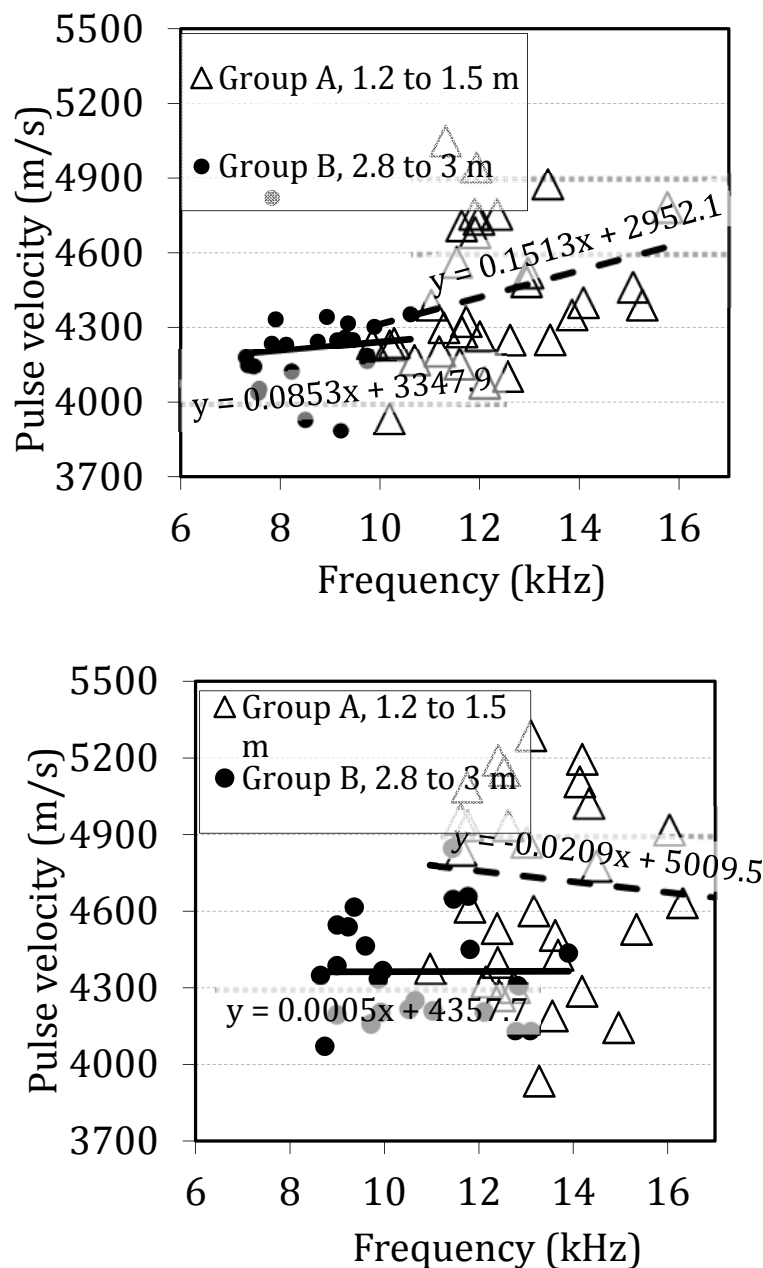 5500
5200
4900
4600
4300
4000
3700
Pulse velocity (m/s)
Group A, 1.2 to 1.5 m
Group B, 2.8 to 3 m
y = 0.1513x + 2952.1
y = 0.0853x + 3347.9
6 8 10 12 14 16
Frequency (kHz)
5500
5200
4900
4600
4300
4000
3700
Pulse velocity (m/s)
Group A, 1.2 to 1.5
m
Group B, 2.8 to 3 m
y = -0.0209x + 5009.5
y = 0.0005x + 4357.7
6 8 10 12 14 16
Frequency (kHz)